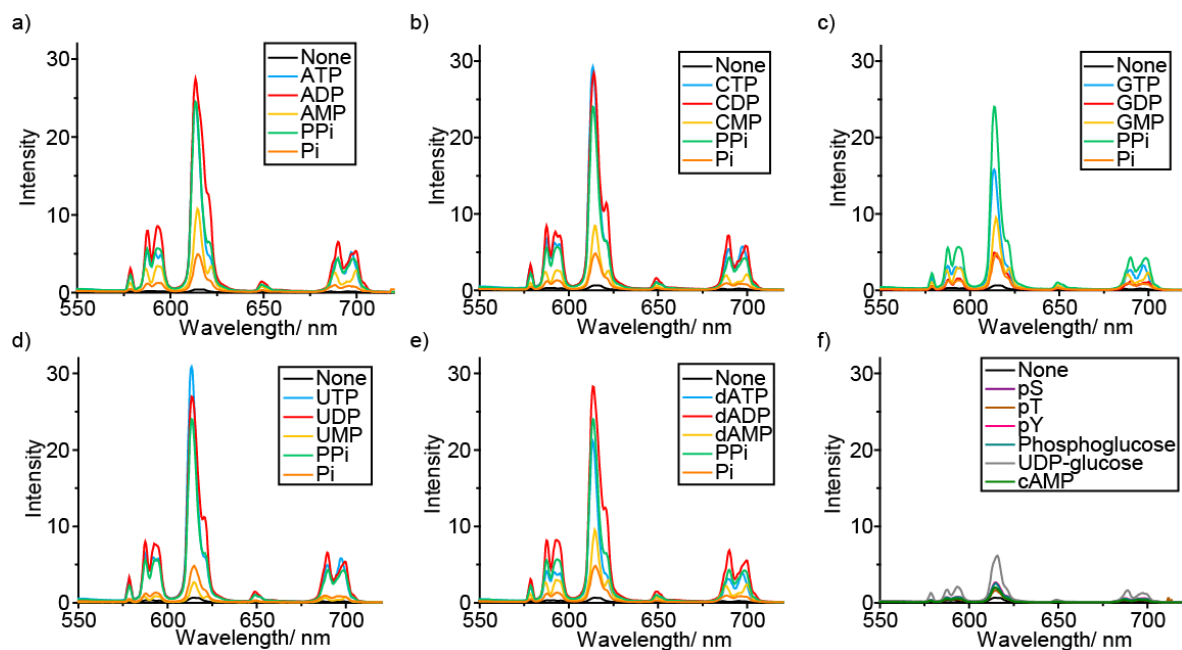 a)
None
ATP
ADP
AMP
PPi
Pi
30
20
10
0
Intensity
550 600 650 700
Wavelength/ nm
b)
None
CTP
CDP
CMP
PPi
Pi
30
20
10
0
Intensity
550 600 650 700
Wavelength/ nm
c)
None
GTP
GDP
GMP
PPi
Pi
30
20
10
0
Intensity
550 600 650 700
Wavelength/ nm
d)
None
UTP
UDP
UMP
PPi
Pi
30
20
10
0
Intensity
550 600 650 700
Wavelength/ nm
e)
None
dATP
dADP
dAMP
PPi
Pi
30
20
10
0
Intensity
550 600 650 700
Wavelength/ nm
f)
None
pS
pT
pY
Phosphoglucose
UDP-glucose
cAMP
30
20
10
0
Intensity
550 600 650 700
Wavelength/ nm